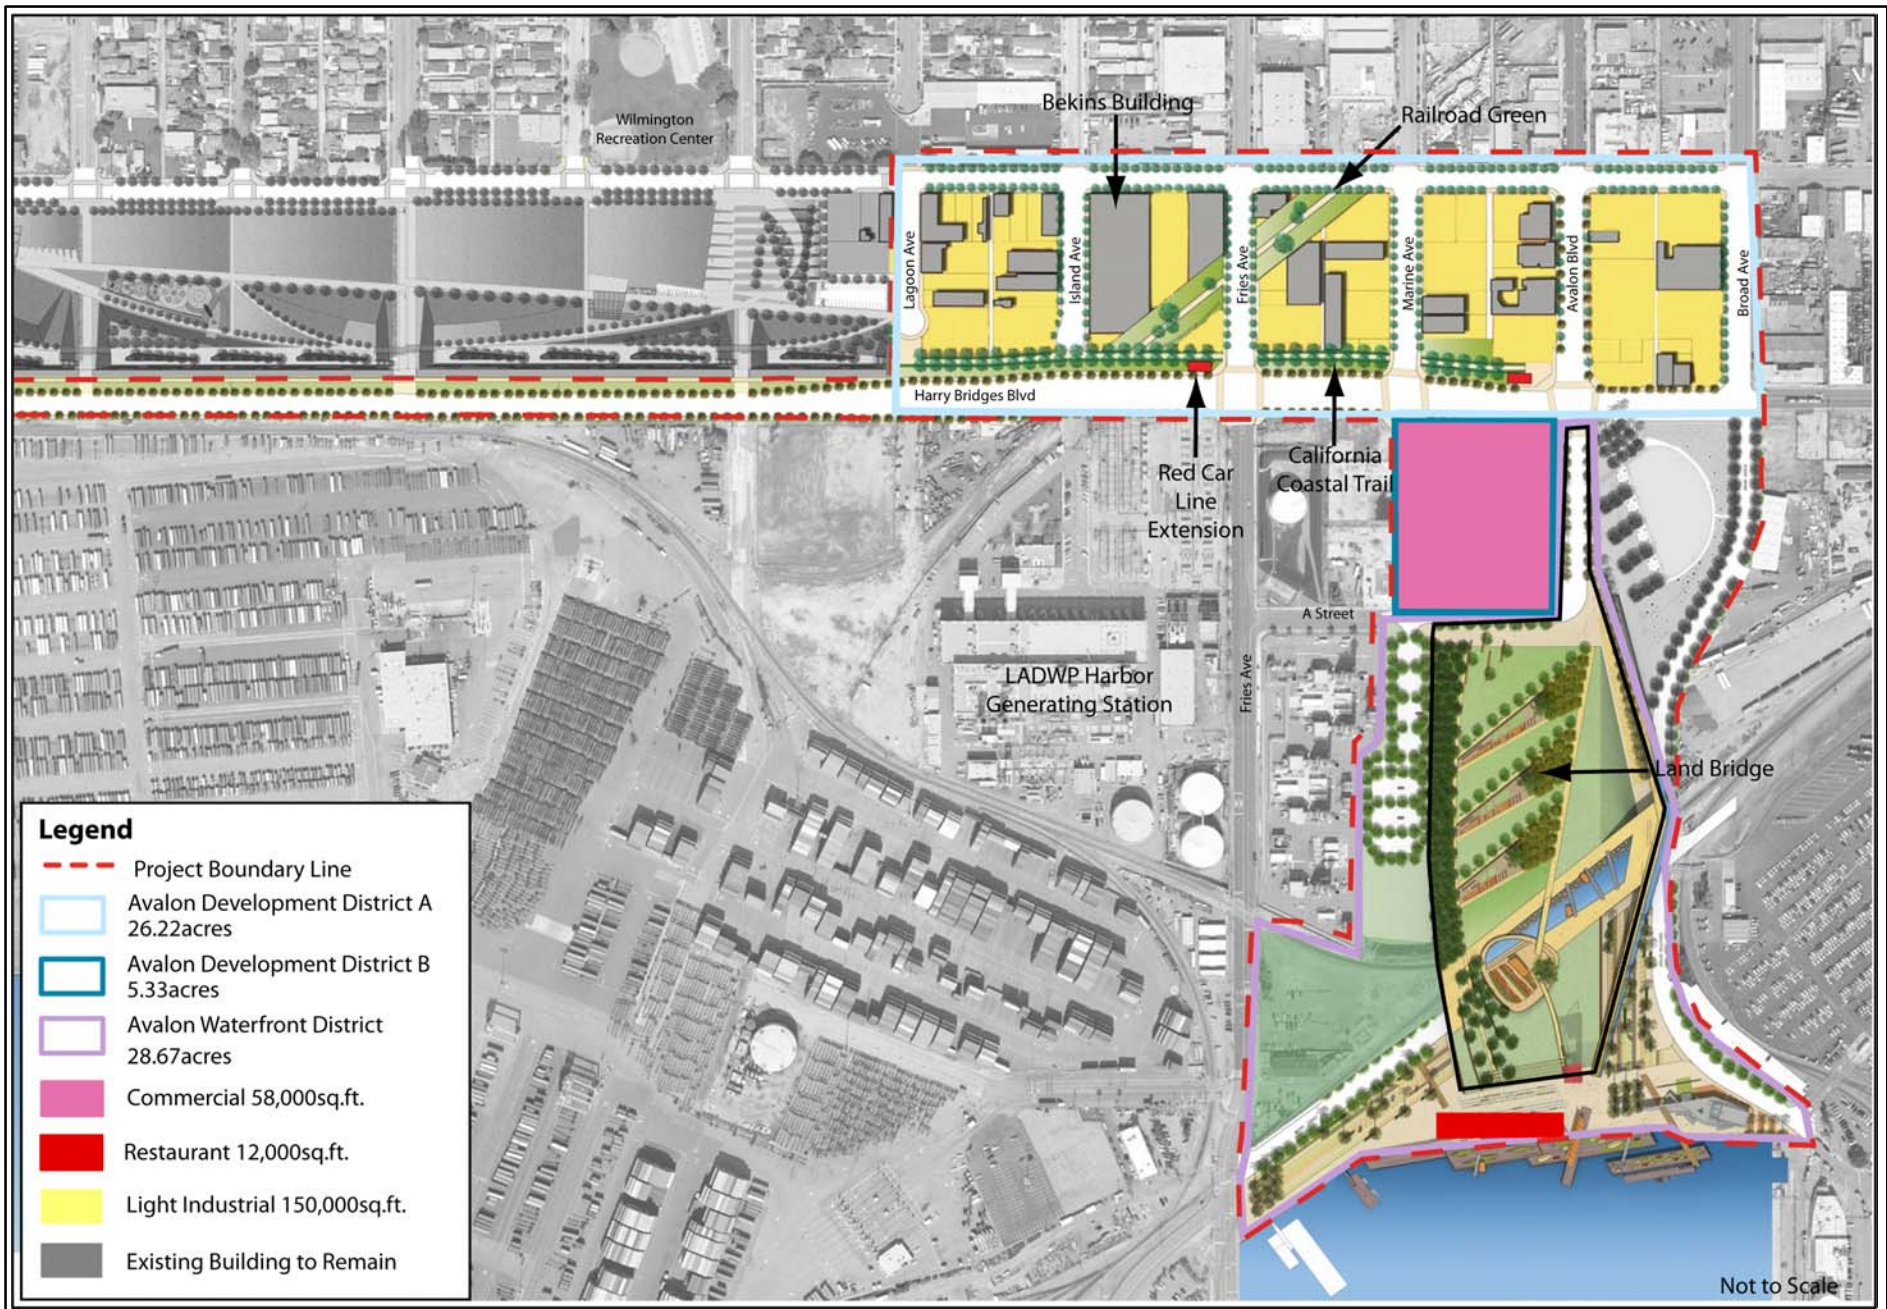 Wilmington
Recreation Center
Bekins Building
Railroad Green
Lagoon Ave
Island Ave
Fries Ave
Marine Ave
Avalon Blvd
Broad Ave
Harry Bridges Blvd
Red Car
Line
Extension
California
Coastal Trail
A Street
LADWP Harbor
Generating Station
Fries Ave
Land Bridge
Legend
Project Boundary Line
Avalon Development District A
26.22acres
Avalon Development District B
5.33acres
Avalon Waterfront District
28.67acres
Commercial 58,000sq.ft.
Restaurant 12,000sq.ft.
Light Industrial 150,000sq.ft.
Existing Building to Remain
Not to Scale